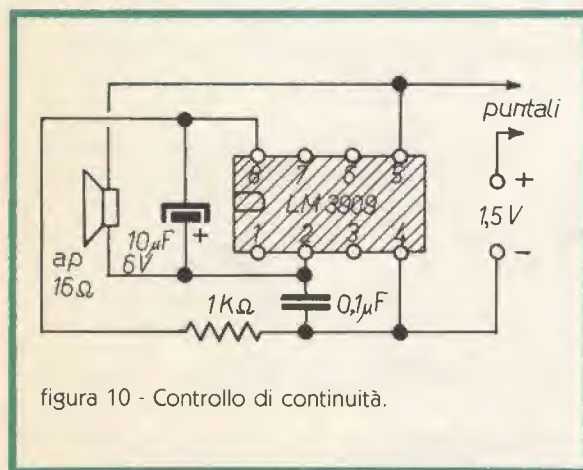 puntali
+
1,5 V
-
8 7 6 5
LM 3909
1 2 3 4
ap
16Ω
10µF
6V
+
1KΩ
0,1µF
figura 10 - Controllo di continuità.